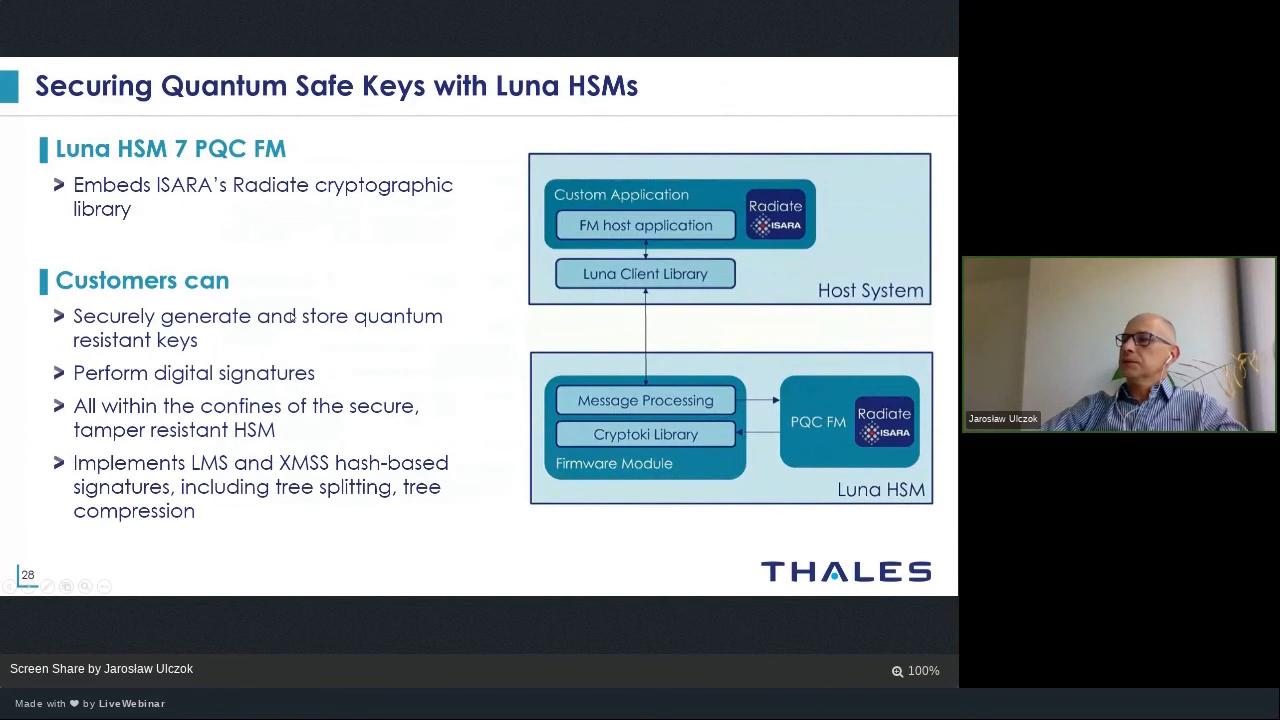 Securing Quantum Safe Keys with Luna HSMs
Luna HSM 7 PQC FM
Embeds ISARA's Radiate cryptographic
library
Customers can
Securely generate and store quantum
resistant keys
Perform digital signatures
All within the confines of the secure,
tamper resistant HSM
Implements LMS and XMSS hash-based
signatures, including tree splitting, tree
compression
Custom Application
Radiate
ISARA
FM host application
Luna Client Library
Host System
Message Processing
Cryptoki Library
Firmware Module
PQC FM
Radiate
ISARA
Luna HSM
28
THALES
Jarosław Ulczok
Screen Share by Jarosław Ulczok
100%
Made with ❤ by LiveWebinar